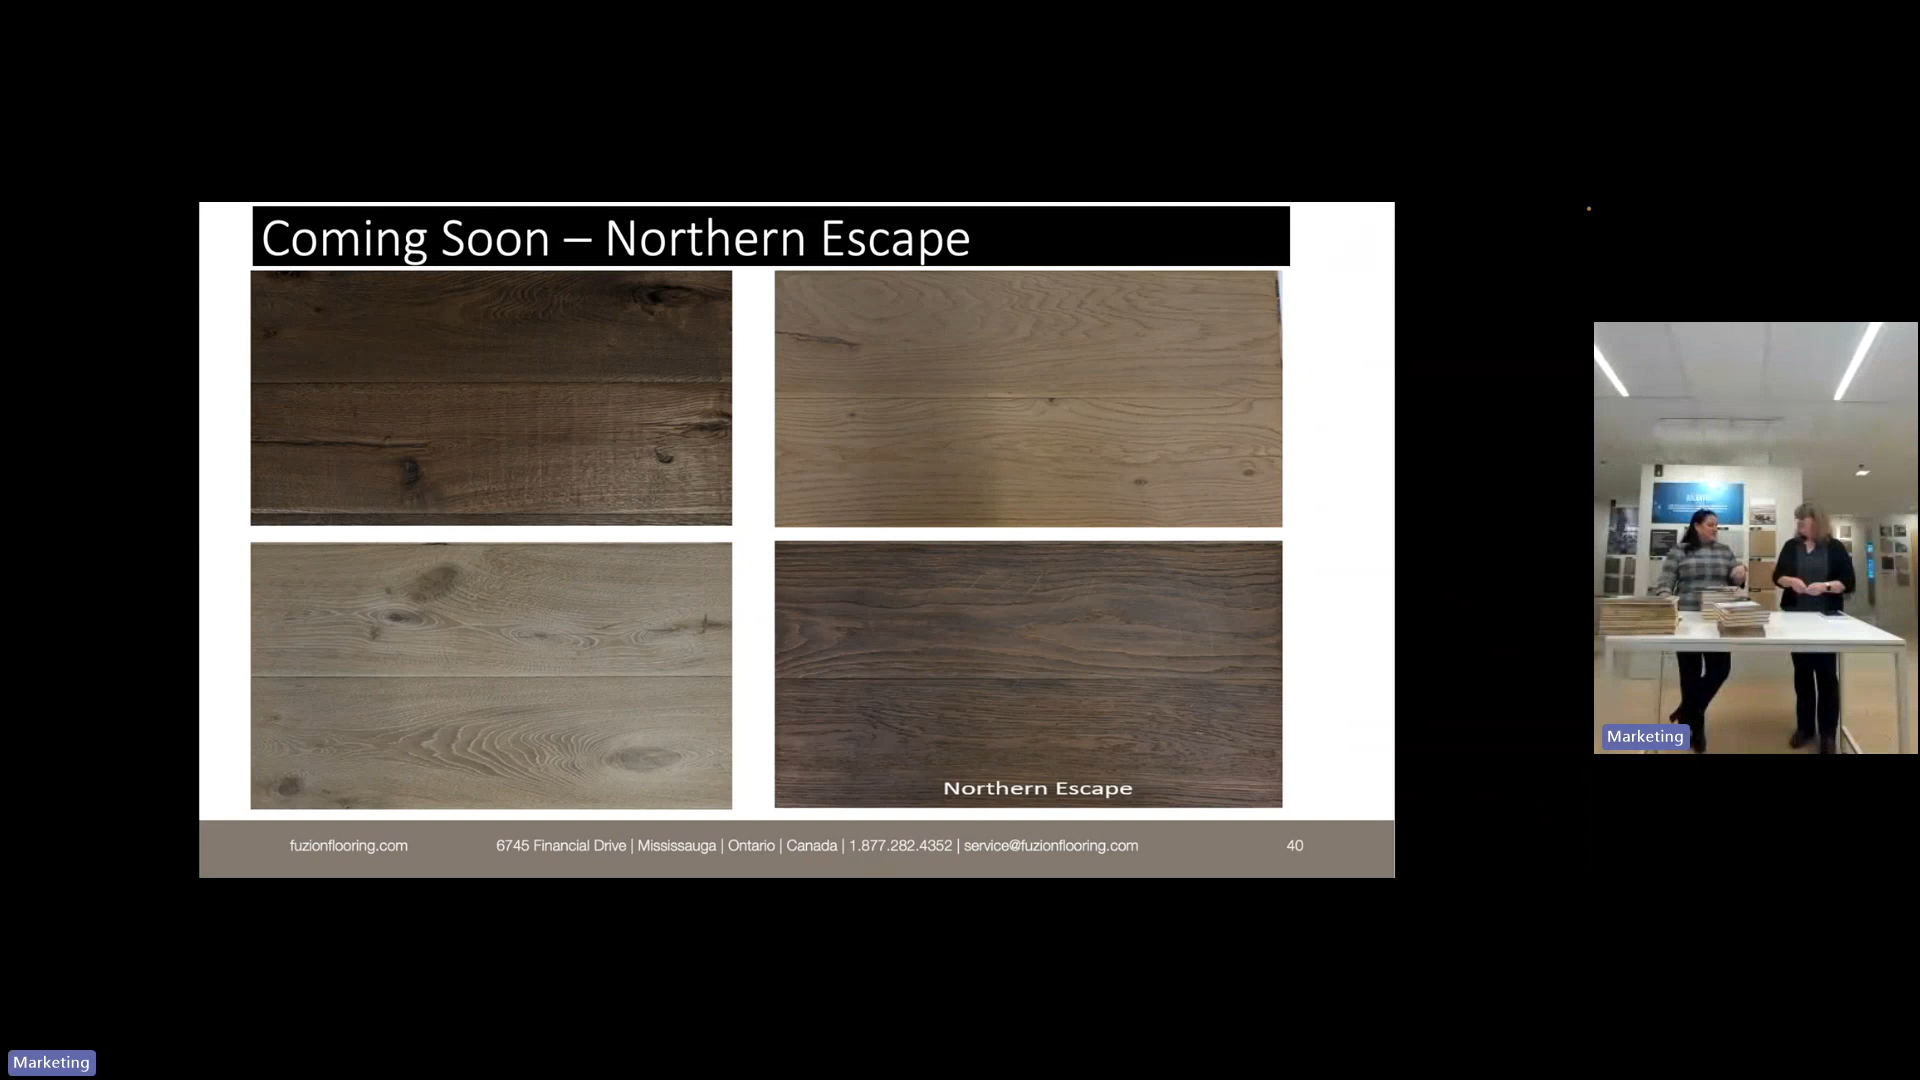 Coming Soon – Northern Escape
Northern Escape
fuzionflooring.com
6745 Financial Drive | Mississauga | Ontario | Canada | 1.877.282.4352 | service@fuzionflooring.com
40
Marketing
Marketing